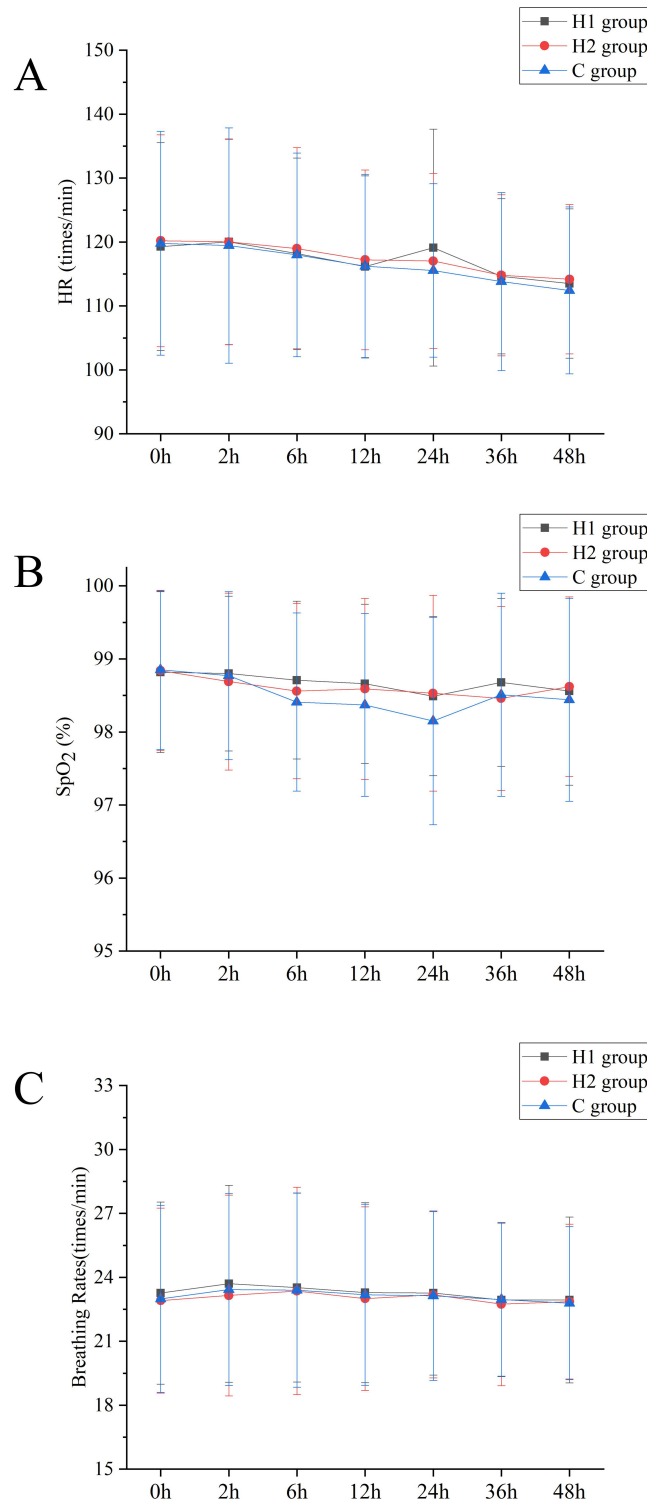 A
H1 group
H2 group
C group
HR (times/min)
150
140
130
120
110
100
90
0h 2h 6h 12h 24h 36h 48h
B
H1 group
H2 group
C group
SpO2 (%)
100
99
98
97
96
95
0h 2h 6h 12h 24h 36h 48h
C
H1 group
H2 group
C group
Breathing Rates(times/min)
33
30
27
24
21
18
15
0h 2h 6h 12h 24h 36h 48h